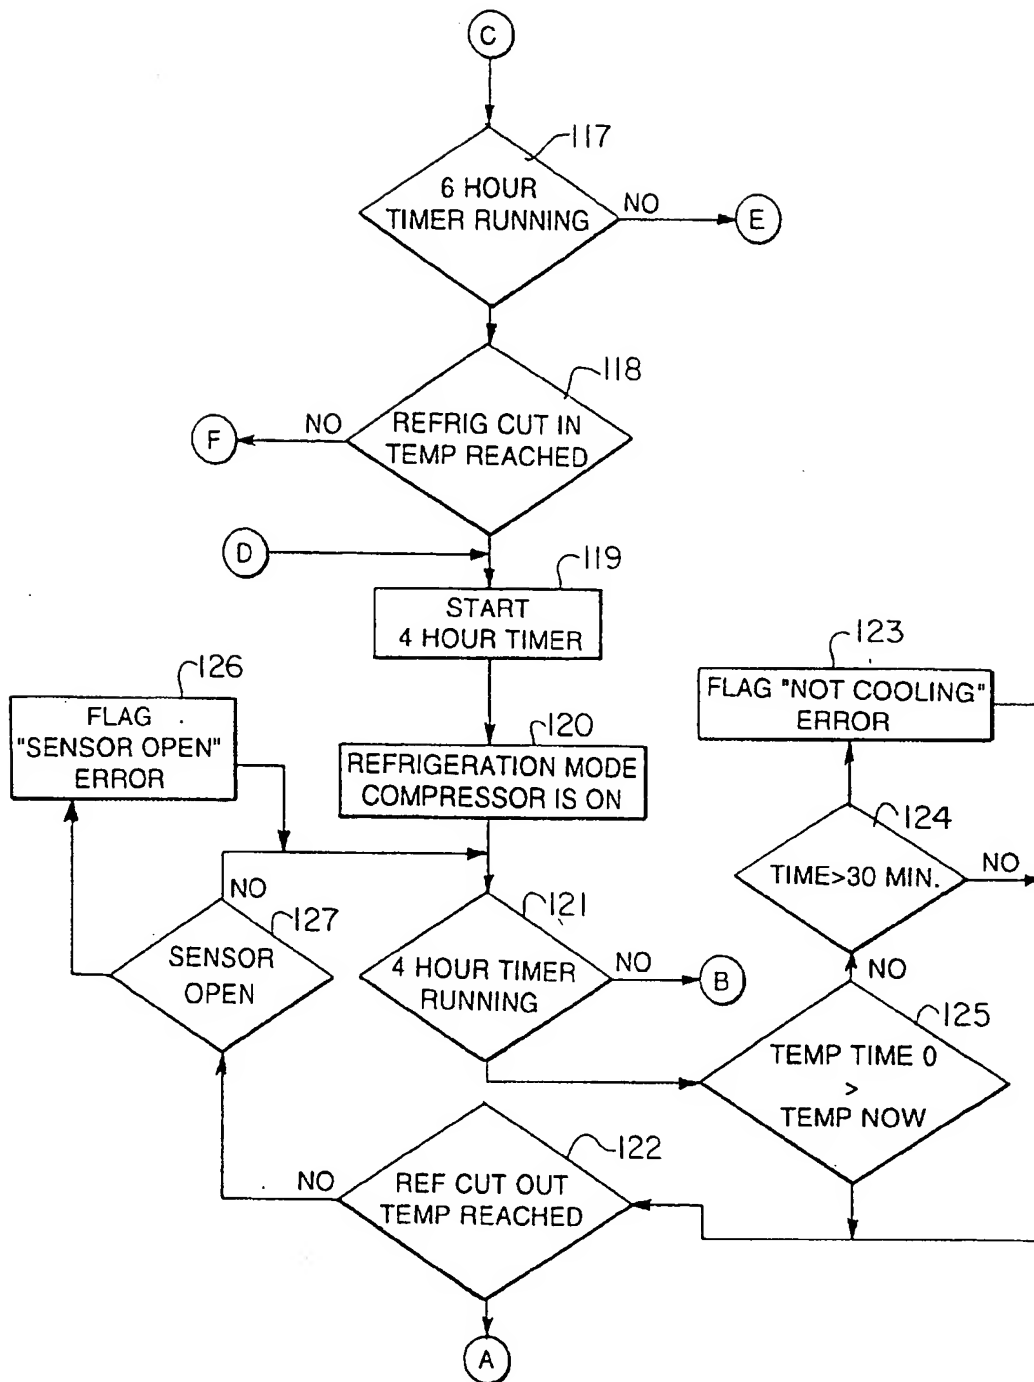 C
117
6 HOUR
TIMER RUNNING
NO
E
118
REFRIG CUT IN
TEMP REACHED
NO
F
D
119
START
4 HOUR TIMER
123
FLAG "NOT COOLING"
ERROR
126
FLAG
"SENSOR OPEN"
ERROR
120
REFRIGERATION MODE
COMPRESSOR IS ON
124
TIME>30 MIN.
NO
NO
127
SENSOR
OPEN
121
4 HOUR TIMER
RUNNING
NO
B
NO
125
TEMP TIME 0
>
TEMP NOW
122
REF CUT OUT
TEMP REACHED
NO
A